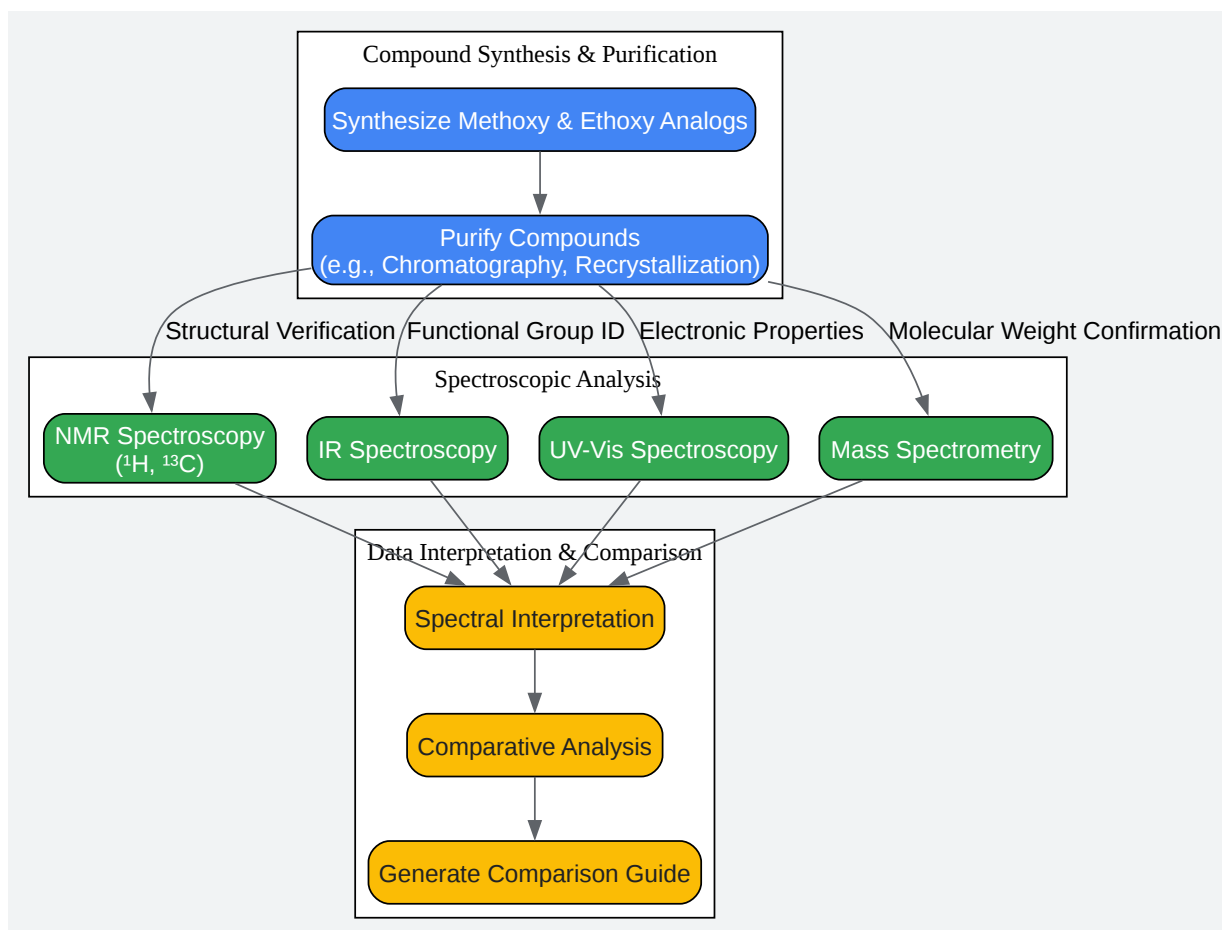 Compound Synthesis & Purification
Synthesize Methoxy & Ethoxy Analogs
Purify Compounds
(e.g., Chromatography, Recrystallization)
Structural Verification
Functional Group ID
Electronic Properties
Molecular Weight Confirmation
Spectroscopic Analysis
NMR Spectroscopy
(¹H, ¹³C)
IR Spectroscopy
UV-Vis Spectroscopy
Mass Spectrometry
Data Interpretation & Comparison
Spectral Interpretation
Comparative Analysis
Generate Comparison Guide